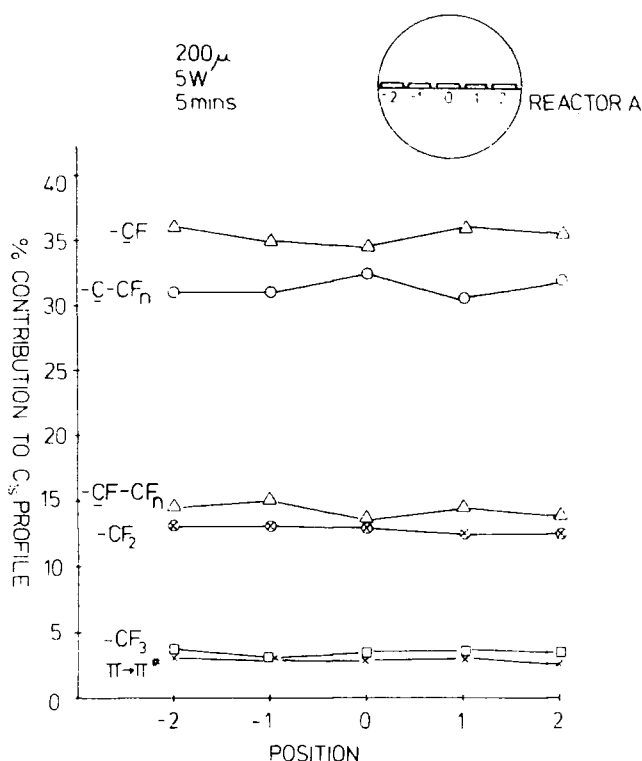 200μ
5W
5mins
-2 -1 0 1 2
REACTOR A
% CONTRIBUTION TO C1s PROFILE
40
35
30
25
20
15
10
5
0
-CF
-C-CFn
-CF-CFn
-CF2
-CF3
Π→Π*
-2 -1 0 1 2
POSITION